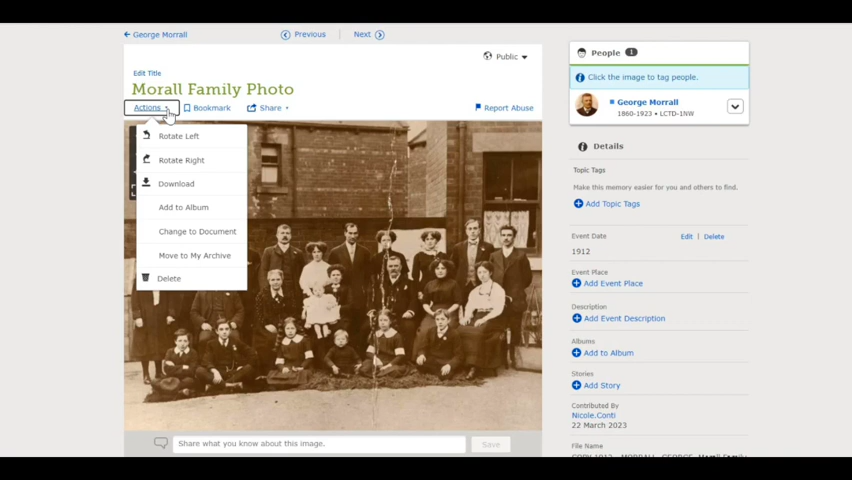 George Morrall
Previous
Next
Public
Edit Title
Morall Family Photo
Actions
Bookmark
Share
Report Abuse
Rotate Left
Rotate Right
Download
Add to Album
Change to Document
Move to My Archive
Delete
Share what you know about this image.
Save
People 1
Click the image to tag people.
George Morrall
1860-1923 • LCTD-1NW
Details
Topic Tags
Make this memory easier for you and others to find.
Add Topic Tags
Event Date Edit Delete
1912
Event Place
Add Event Place
Description
Add Event Description
Albums
Add to Album
Stories
Add Story
Contributed By
Nicole.Conti
22 March 2023
File Name